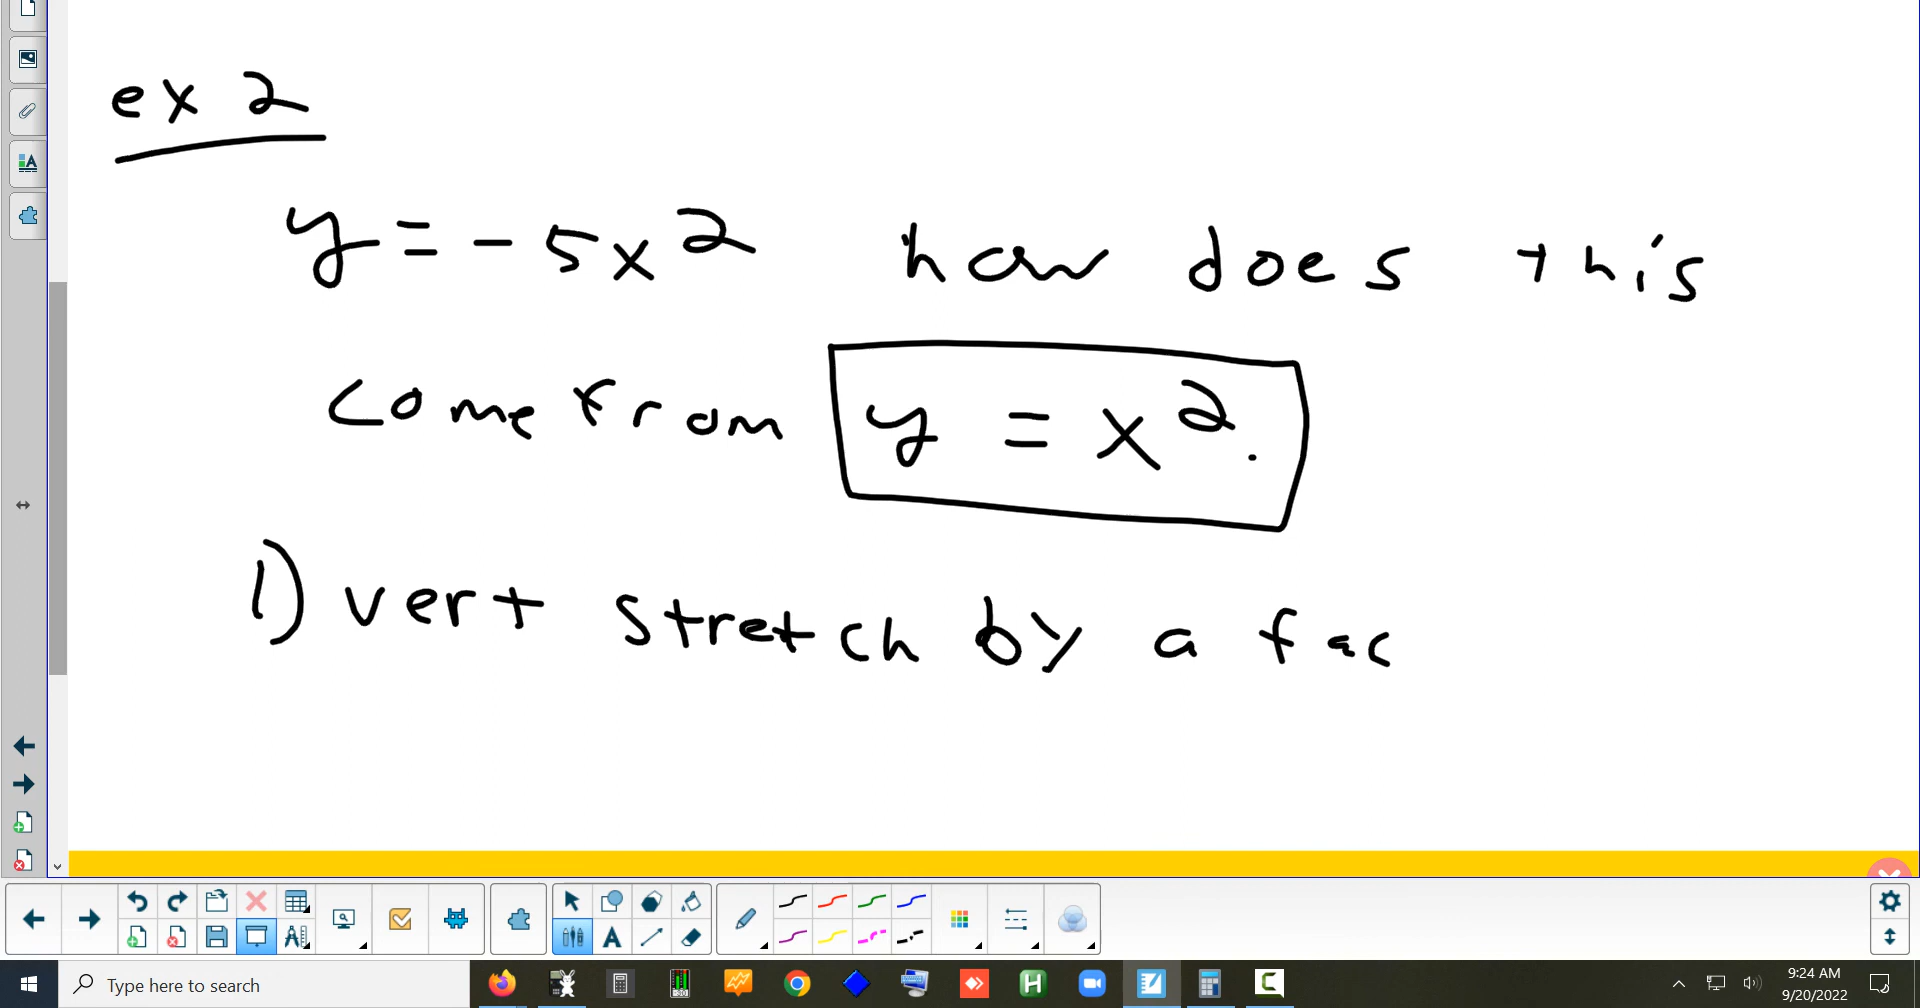 ex 2
y = - 5x² how does this
come from y = x².
1) vert stretch by a fac
Type here to search
9:24 AM
9/20/2022